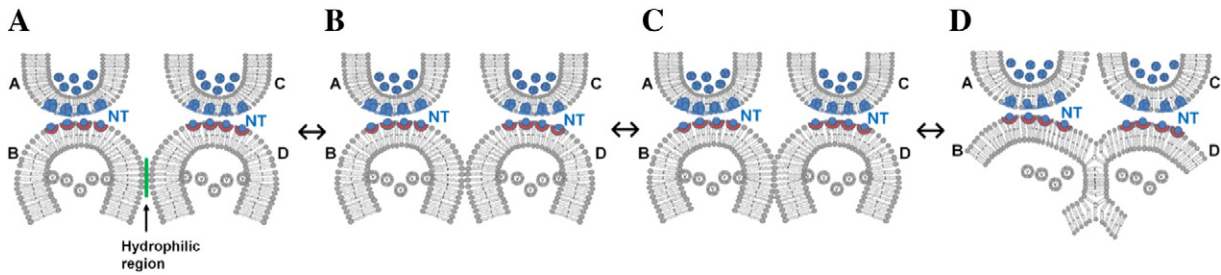 A B C D
A C A C A C A C
NT NT NT NT NT NT NT NT
B D B D B D B D
V V V V V V V V V V V V V V V V V V V V V V V V V V V V V V V V V V V V V V V V
Hydrophilic
region